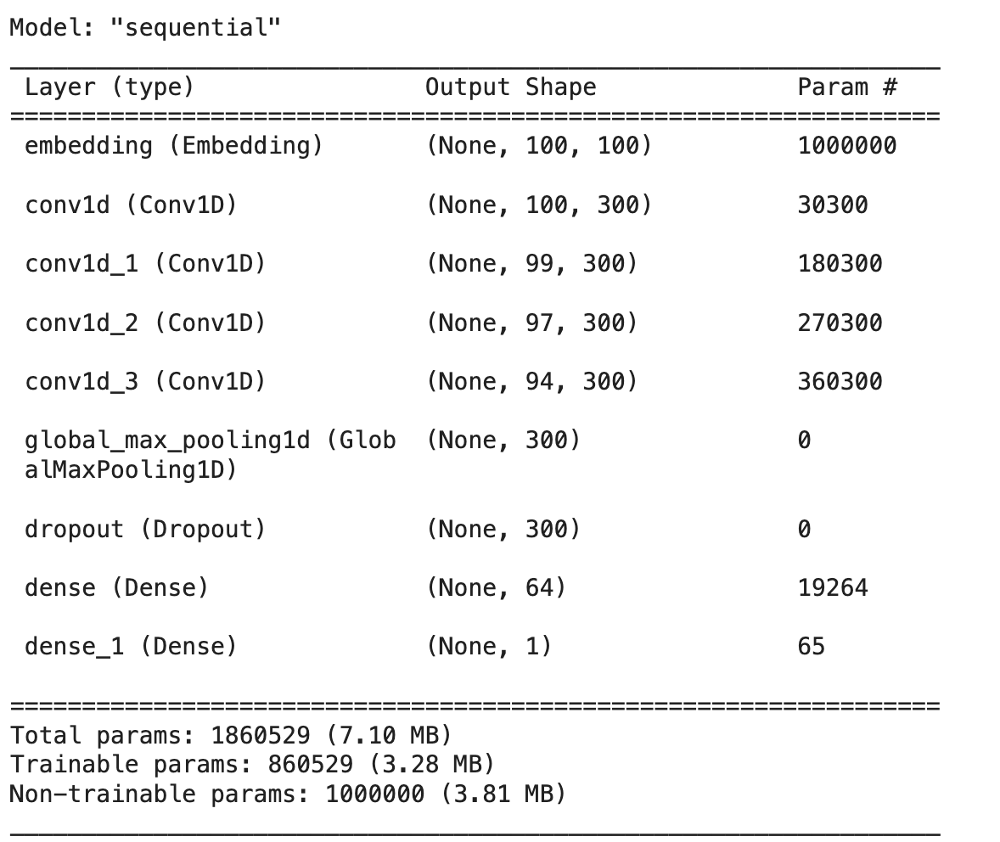 Model: "sequential"
_________________________________________________________________
Layer (type) Output Shape Param #
=================================================================
embedding (Embedding) (None, 100, 100) 1000000
conv1d (Conv1D) (None, 100, 300) 30300
conv1d_1 (Conv1D) (None, 99, 300) 180300
conv1d_2 (Conv1D) (None, 97, 300) 270300
conv1d_3 (Conv1D) (None, 94, 300) 360300
global_max_pooling1d (Glob (None, 300) 0
alMaxPooling1D)
dropout (Dropout) (None, 300) 0
dense (Dense) (None, 64) 19264
dense_1 (Dense) (None, 1) 65
=================================================================
Total params: 1860529 (7.10 MB)
Trainable params: 860529 (3.28 MB)
Non-trainable params: 1000000 (3.81 MB)
_________________________________________________________________